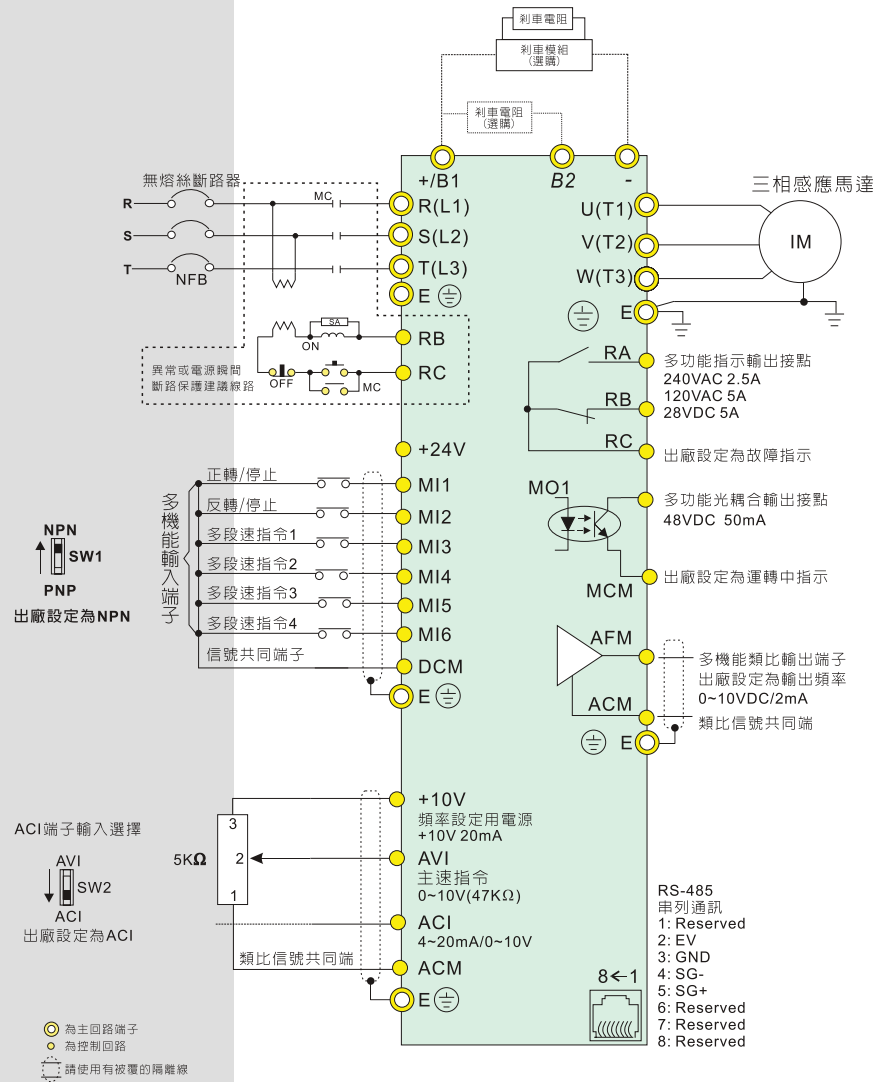 剎車電阻
剎車模組
(選購)
剎車電阻
(選購)
+/B1
B2
-
無熔絲斷路器
R
S
T
NFB
MC
R(L1)
S(L2)
T(L3)
E
U(T1)
V(T2)
W(T3)
E
三相感應馬達
IM
SA
ON
OFF
MC
異常或電源瞬間
斷路保護建議線路
RB
RC
RA
RB
RC
多功能指示輸出接點
240VAC 2.5A
120VAC 5A
28VDC 5A
出廠設定為故障指示
+24V
多機能輸入端子
正轉/停止
反轉/停止
多段速指令1
多段速指令2
多段速指令3
多段速指令4
信號共同端子
MI1
MI2
MI3
MI4
MI5
MI6
DCM
E
NPN
SW1
PNP
出廠設定為NPN
MO1
MCM
多功能光耦合輸出接點
48VDC 50mA
出廠設定為運轉中指示
AFM
ACM
E
多機能類比輸出端子
出廠設定為輸出頻率
0~10VDC/2mA
類比信號共同端
ACI端子輸入選擇
AVI
SW2
ACI
出廠設定為ACI
5KΩ
3
2
1
+10V
頻率設定用電源
+10V 20mA
AVI
主速指令
0~10V(47KΩ)
ACI
4~20mA/0~10V
類比信號共同端
ACM
E
8←1
RS-485
串列通訊
1: Reserved
2: EV
3: GND
4: SG-
5: SG+
6: Reserved
7: Reserved
8: Reserved
為主回路端子
為控制回路
請使用有被覆的隔離線